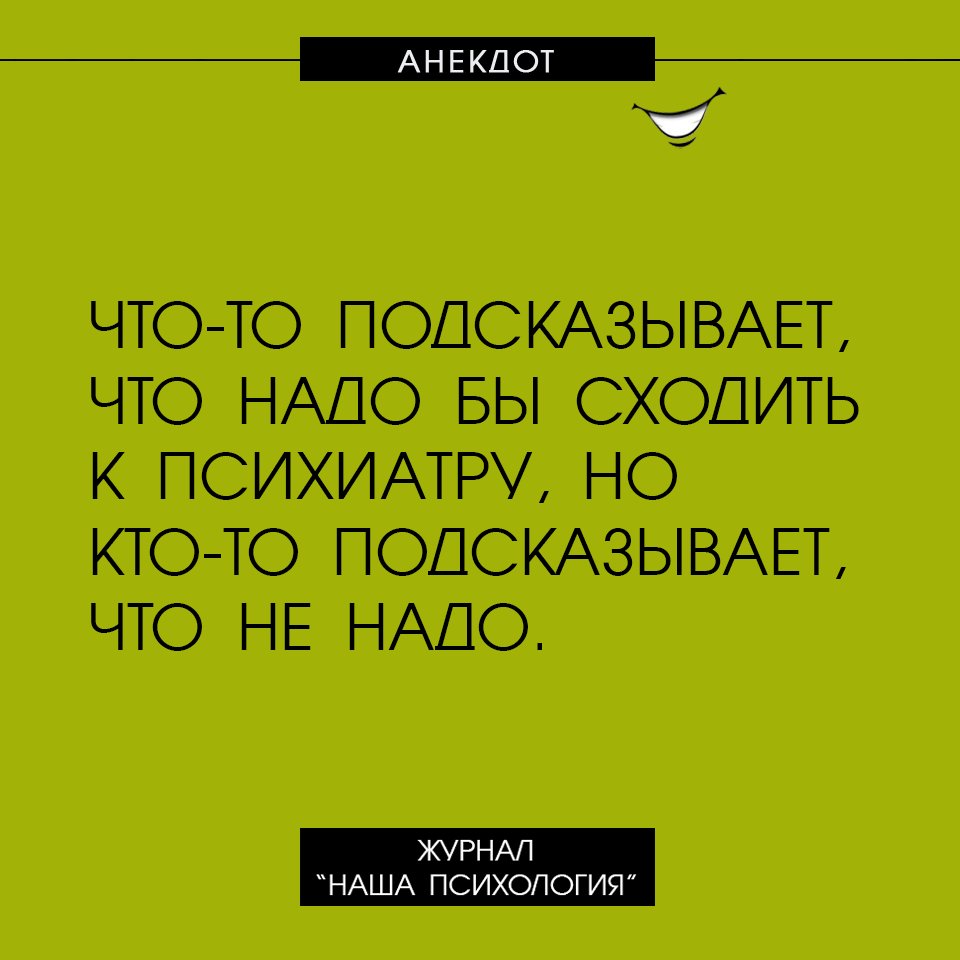 АНЕКДОТ
ЧТО-ТО ПОДСКАЗЫВАЕТ,
ЧТО НАДО БЫ СХОДИТЬ
К ПСИХИАТРУ, НО
КТО-ТО ПОДСКАЗЫВАЕТ,
ЧТО НЕ НАДО.
ЖУРНАЛ
“НАША ПСИХОЛОГИЯ”